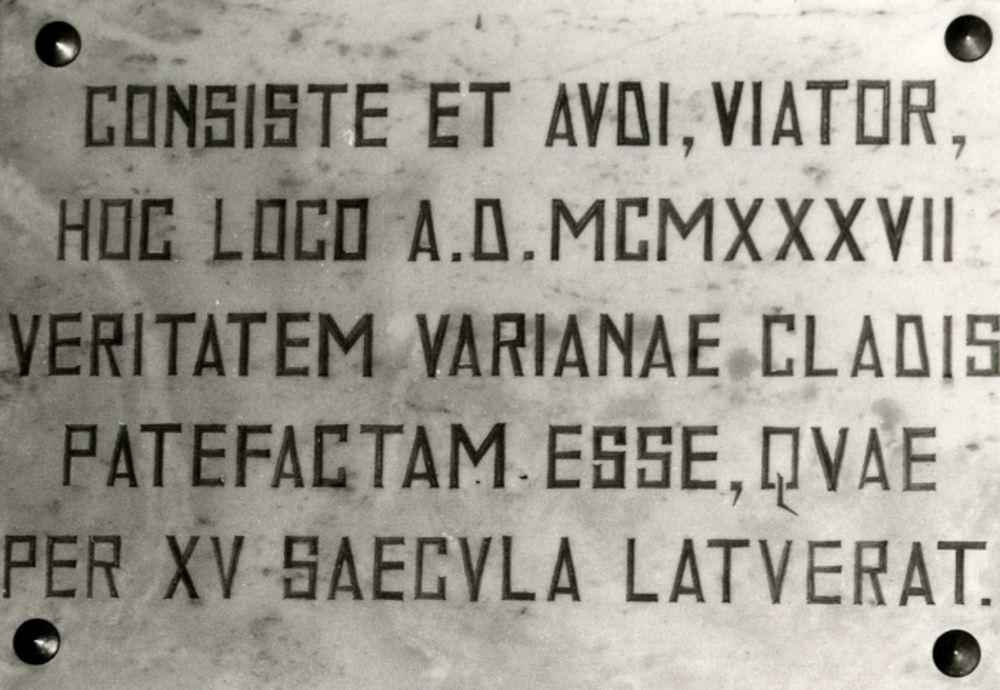 CONSISTE ET AVDI, VIATOR,
HOC LOCO A.D. MCMXXXVII
VERITATEM VARIANAE CLADIS
PATEFACTAM ESSE, QVAE
PER XV SAECVLA LATVERAT.